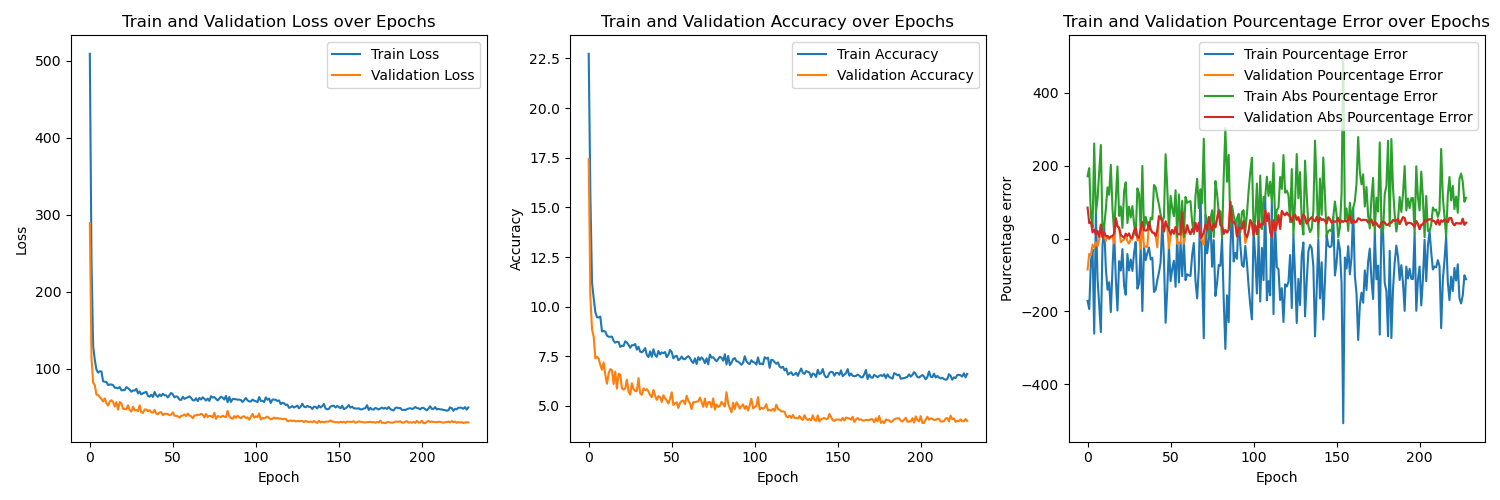 Train and Validation Loss over Epochs
Train Loss
Validation Loss
500
400
300
200
100
Loss
0
50
100
150
200
Epoch
Train and Validation Accuracy over Epochs
Train Accuracy
Validation Accuracy
22.5
20.0
17.5
15.0
12.5
10.0
7.5
5.0
Accuracy
0
50
100
150
200
Epoch
Train and Validation Pourcentage Error over Epochs
Train Pourcentage Error
Validation Pourcentage Error
Train Abs Pourcentage Error
Validation Abs Pourcentage Error
400
200
0
−200
−400
Pourcentage error
0
50
100
150
200
Epoch